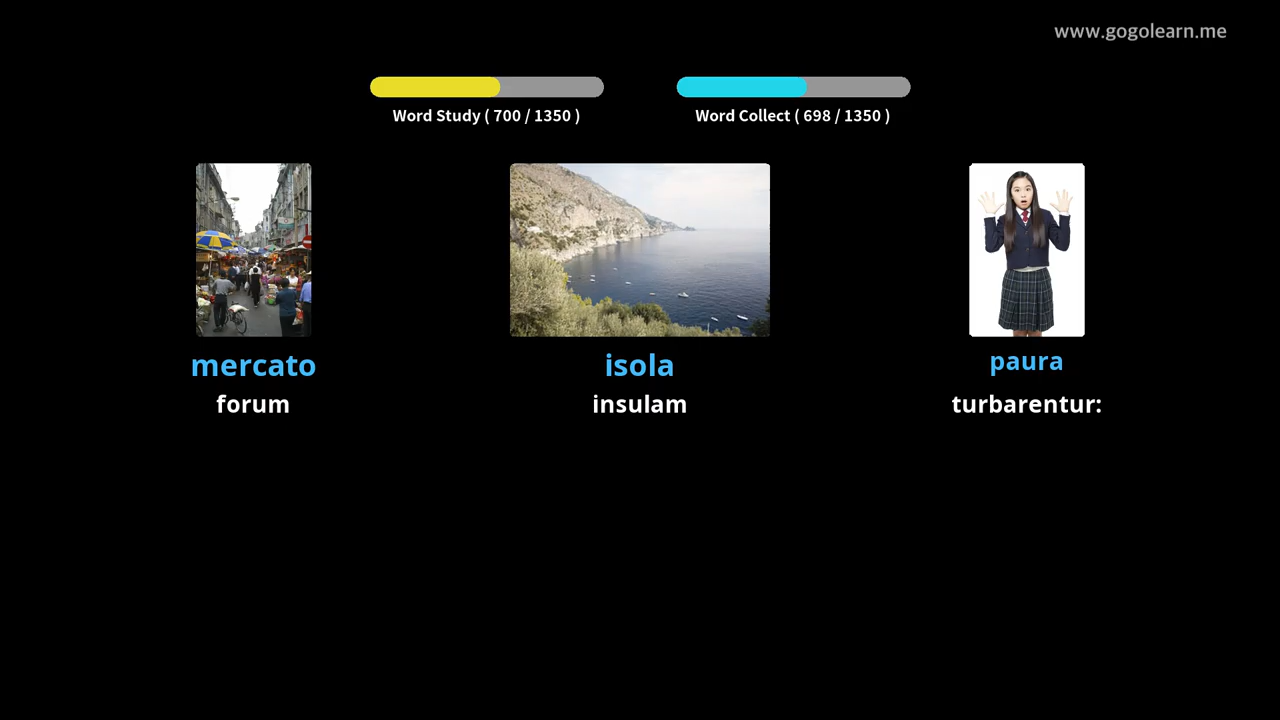 www.gogolearn.me
Word Study ( 700 / 1350 )
Word Collect ( 698 / 1350 )
mercato
forum
isola
insulam
paura
turbarentur: